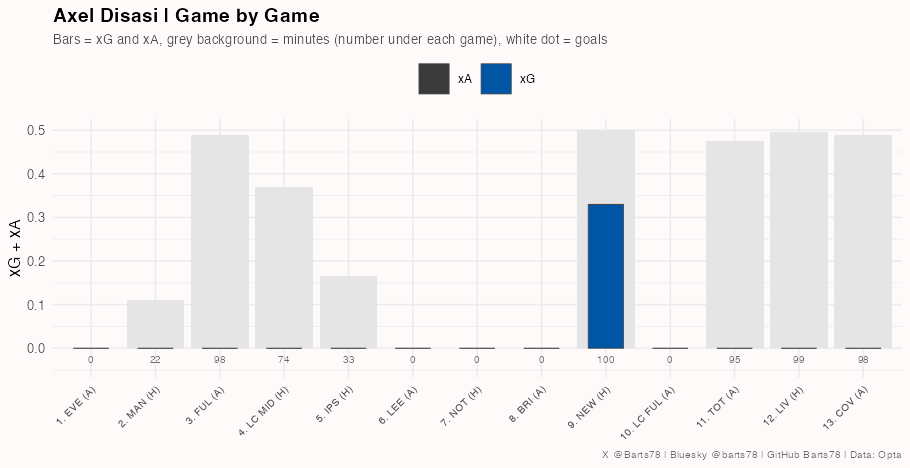 Axel Disasi | Game by Game
Bars = xG and xA, grey background = minutes (number under each game), white dot = goals
xA xG
xG + xA
0.5
0.4
0.3
0.2
0.1
0.0
0 22 98 74 33 0 0 0 100 0 95 99 98
1. EVE (A)
2. MAN (H)
3. FUL (A)
4. LC MID (H)
5. IPS (H)
6. LEE (A)
7. NOT (H)
8. BRI (A)
9. NEW (H)
10. LC FUL (A)
11. TOT (A)
12. LIV (H)
13. COV (A)
X @Barts78 | Bluesky @barts78 | GitHub Barts78 | Data: Opta